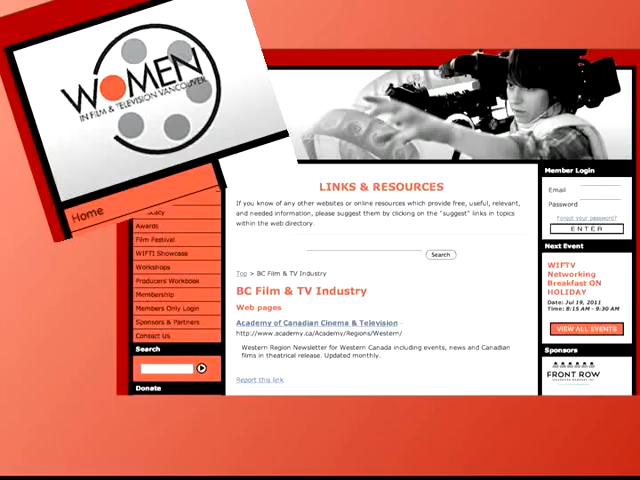 WOMEN
IN FILM & TELEVISION VANCOUVER
Home
Awards
Film Festival
WIFTI Showcase
Workshops
Producers Workbook
Membership
Members Only Login
Sponsors & Partners
Contact Us
Search
Donate
LINKS & RESOURCES
If you know of any other websites or online resources which provide free, useful, relevant,
and needed information, please suggest them by clicking on the "suggest" links in topics
within the web directory.
Search
Top > BC Film & TV Industry
BC Film & TV Industry
Web pages
Academy of Canadian Cinema & Television -
http://www.academy.ca/Academy/Regions/Western/
Western Region Newsletter for Western Canada including events, news and Canadian
films in theatrical release. Updated monthly.
Report this link
Member Login
Email
Password
Forgot your password?
ENTER
Next Event
WIFTV
Networking
Breakfast ON
HOLIDAY
Date: Jul 19, 2011
Time: 8:15 AM - 9:30 AM
VIEW ALL EVENTS
Sponsors
FRONT ROW